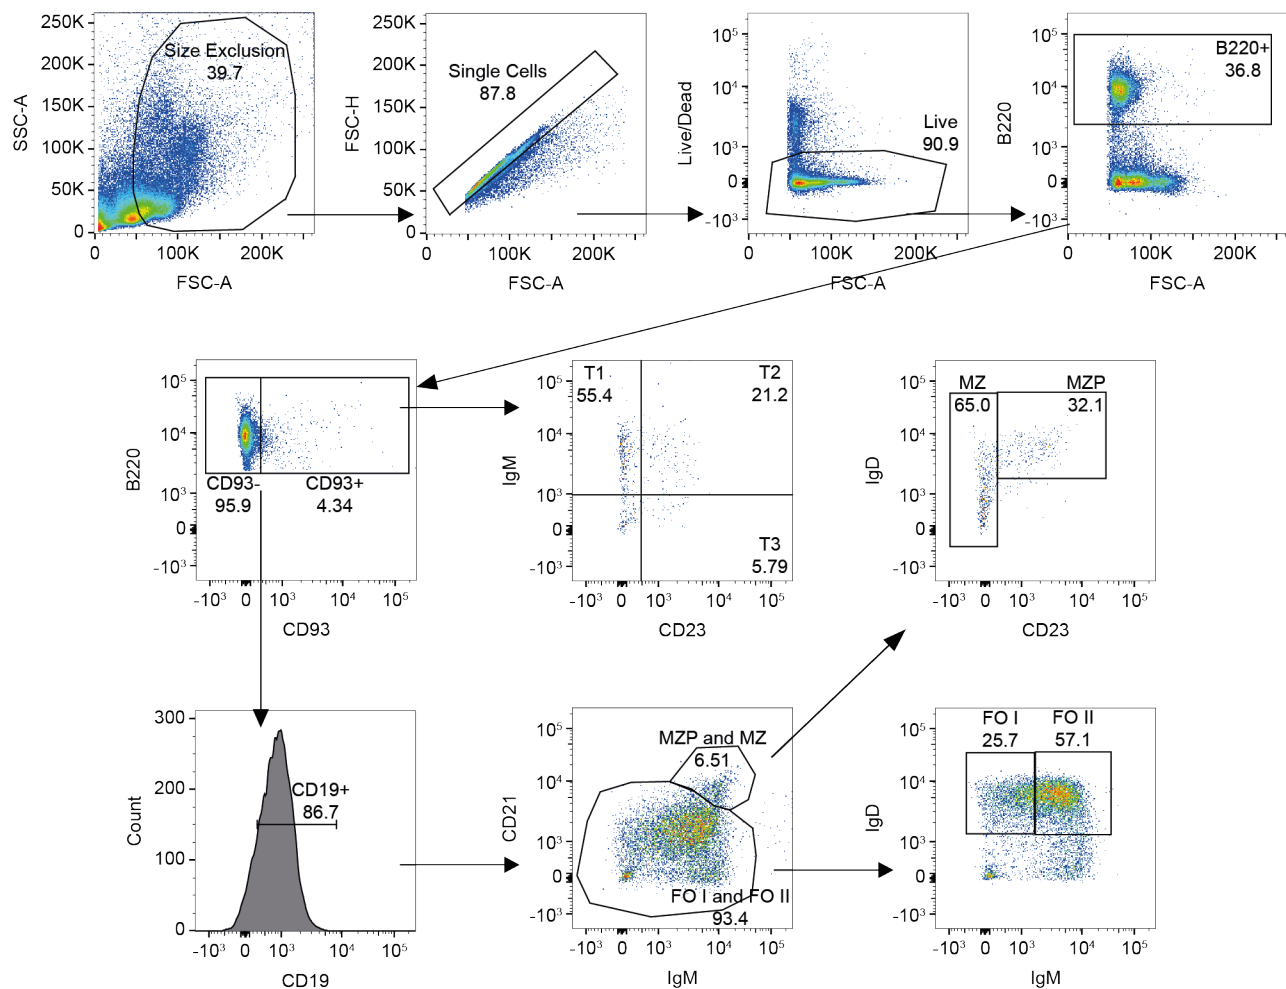 250K
200K
150K
100K
50K
0
SSC-A
Size Exclusion
39.7
0 100K 200K
FSC-A
250K
200K
150K
100K
50K
0
FSC-H
Single Cells
87.8
0 100K 200K
FSC-A
10⁵
10⁴
10³
0
-10³
Live/Dead
Live
90.9
0 100K 200K
FSC-A
10⁵
10⁴
10³
0
-10³
B220
B220+
36.8
0 100K 200K
FSC-A
10⁵
10⁴
10³
0
-10³
B220
CD93-
95.9
CD93+
4.34
-10³ 0 10³ 10⁴ 10⁵
CD93
10⁵
10⁴
10³
0
-10³
IgM
T1
55.4
T2
21.2
T3
5.79
-10³ 0 10³ 10⁴ 10⁵
CD23
10⁵
10⁴
10³
0
-10³
IgD
MZ
65.0
MZP
32.1
-10³ 0 10³ 10⁴ 10⁵
CD23
300
200
100
0
Count
CD19+
86.7
-10³ 0 10³ 10⁴ 10⁵
CD19
10⁵
10⁴
10³
0
-10³
CD21
MZP and MZ
6.51
FO I and FO II
93.4
-10³ 0 10³ 10⁴ 10⁵
IgM
10⁵
10⁴
10³
0
-10³
IgD
FO I
25.7
FO II
57.1
-10³ 0 10³ 10⁴ 10⁵
IgM